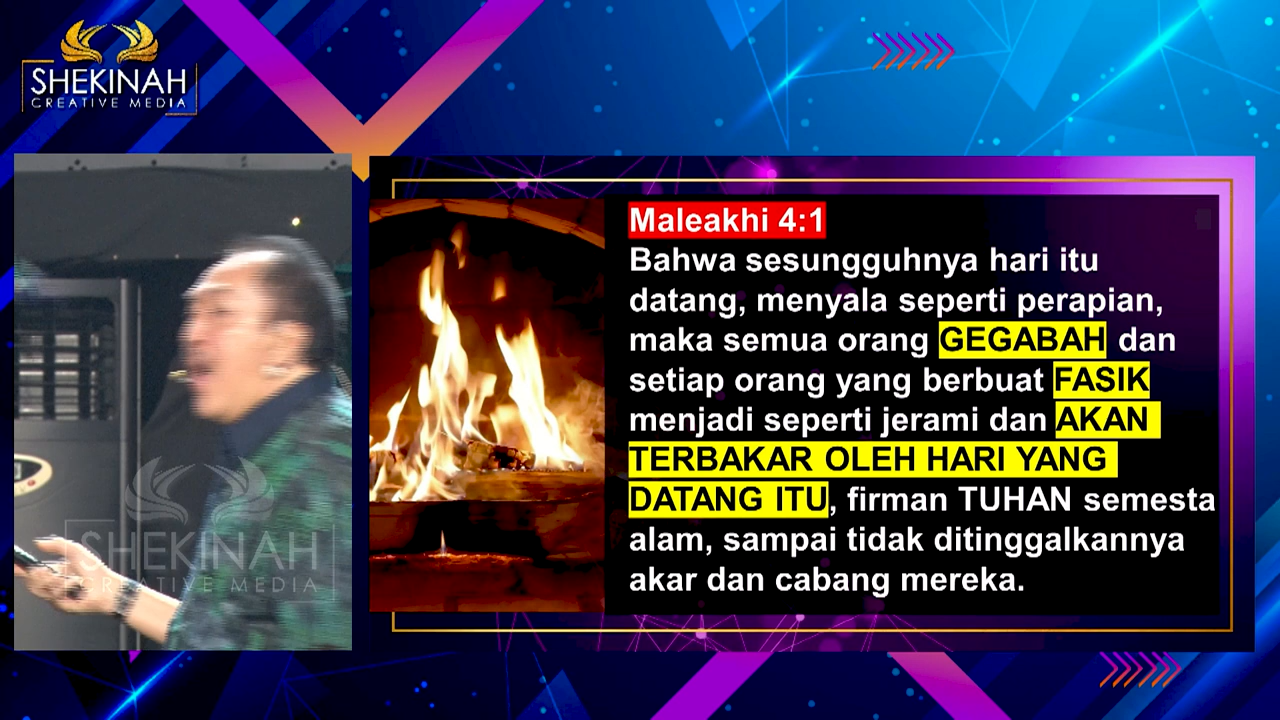 SHEKINAH
CREATIVE MEDIA
Maleakhi 4:1
Bahwa sesungguhnya hari itu
datang, menyala seperti perapian,
maka semua orang GEGABAH dan
setiap orang yang berbuat FASIK
menjadi seperti jerami dan AKAN
TERBAKAR OLEH HARI YANG
DATANG ITU, firman TUHAN semesta
alam, sampai tidak ditinggalkannya
akar dan cabang mereka.
SHEKINAH
CREATIVE MEDIA